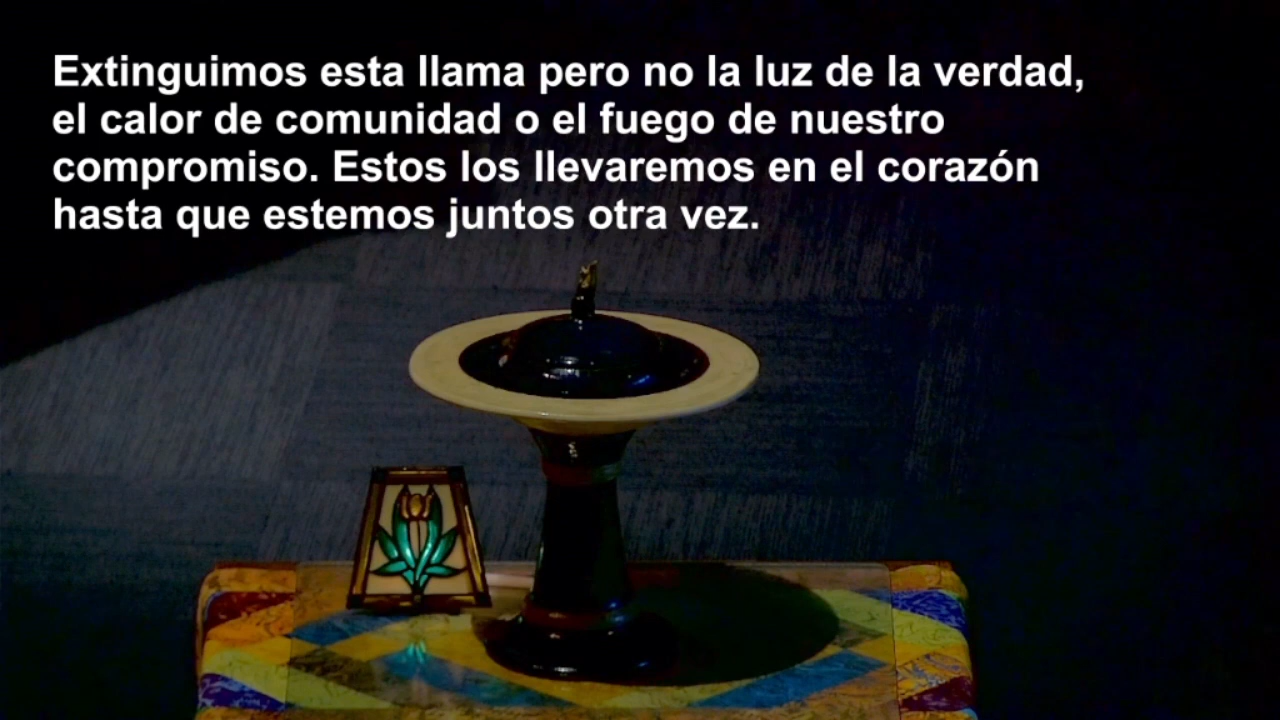 Extinguimos esta llama pero no la luz de la verdad,
el calor de comunidad o el fuego de nuestro
compromiso. Estos los llevaremos en el corazón
hasta que estemos juntos otra vez.